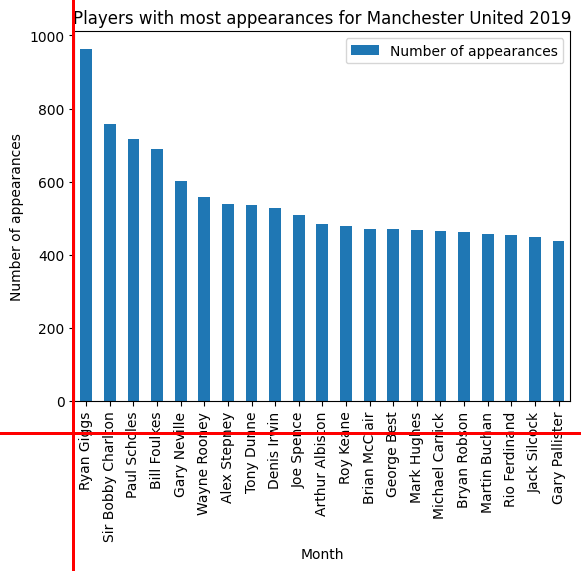 Players with most appearances for Manchester United 2019
Number of appearances
Number of appearances
1000
800
600
400
200
0
Ryan Giggs
Sir Bobby Charlton
Paul Scholes
Bill Foulkes
Gary Neville
Wayne Rooney
Alex Stepney
Tony Dunne
Denis Irwin
Joe Spence
Arthur Albiston
Roy Keane
Brian McClair
George Best
Mark Hughes
Michael Carrick
Bryan Robson
Martin Buchan
Rio Ferdinand
Jack Silcock
Gary Pallister
Month